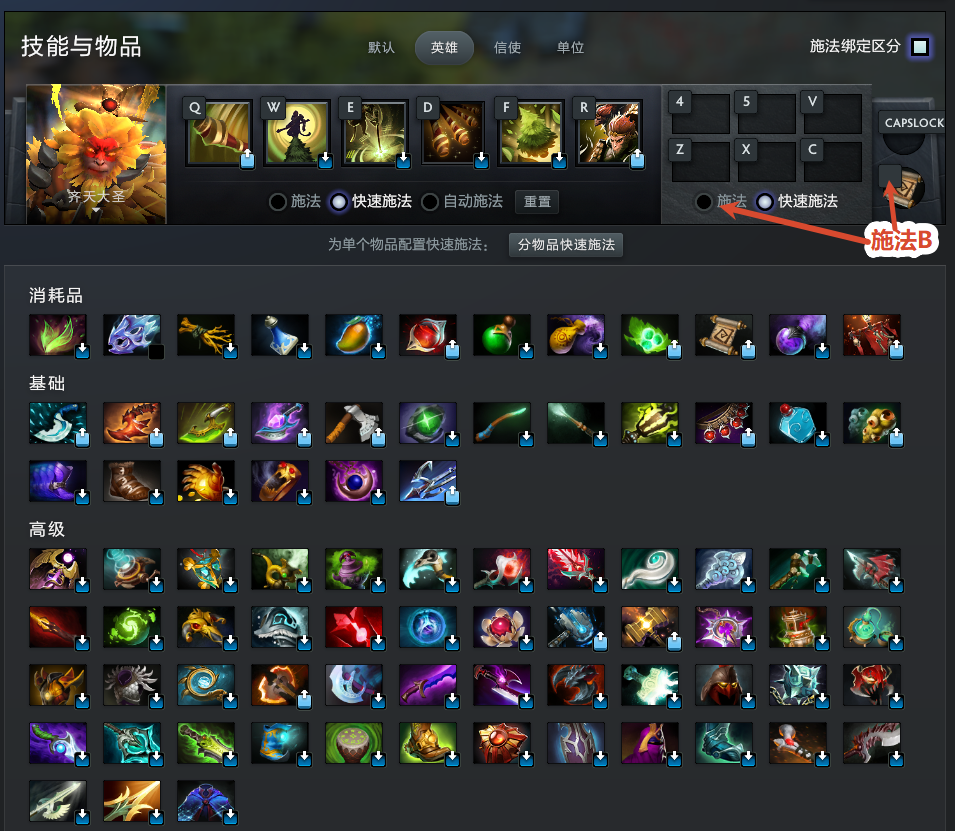 技能与物品
默认 英雄 信使 单位
施法绑定区分
Q W E D F R
4 5 V
CAPSLOCK
Z X C
齐天大圣
施法 快速施法 自动施法 重置
施法 快速施法
施法B
为单个物品配置快速施法： 分物品快速施法
消耗品
基础
高级